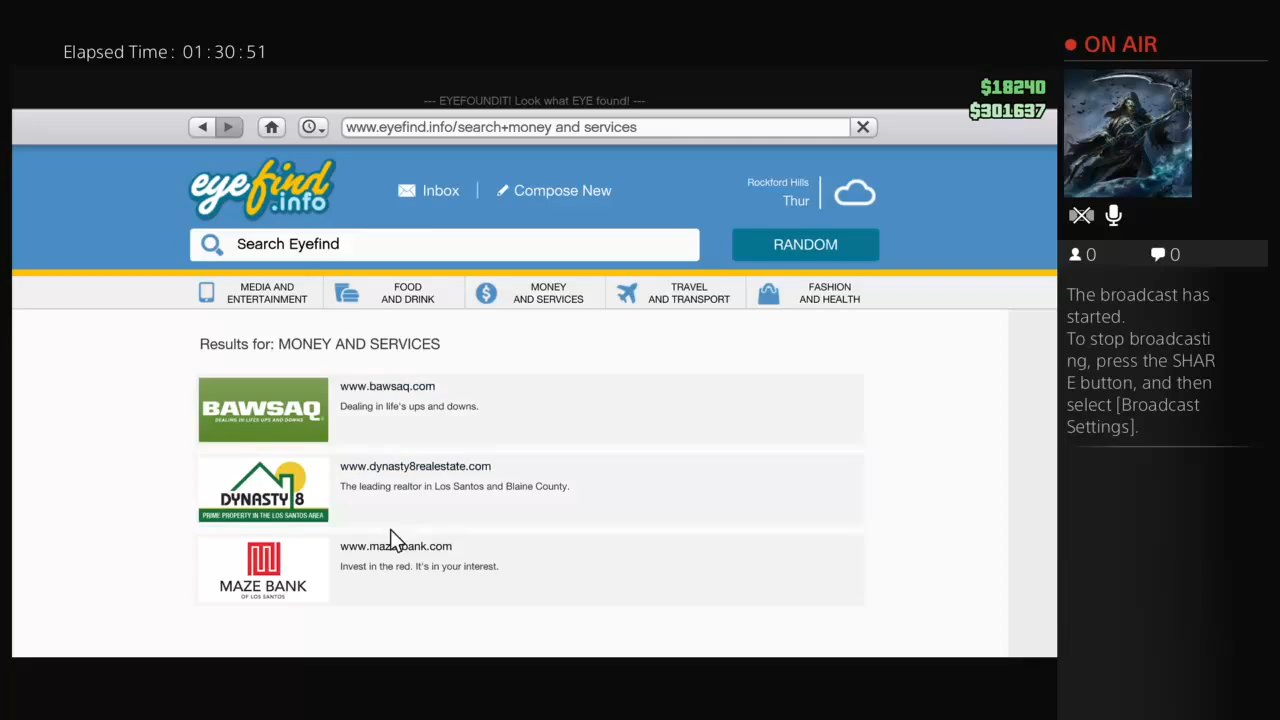 Elapsed Time: 01:30:51
ON AIR
$18240
$301637
--- EYEFOUNDIT! Look what EYE found! ---
www.eyefind.info/search+money and services
eyefind.info
Inbox
Compose New
Rockford Hills
Thur
Search Eyefind
RANDOM
MEDIA AND ENTERTAINMENT
FOOD AND DRINK
MONEY AND SERVICES
TRAVEL AND TRANSPORT
FASHION AND HEALTH
Results for: MONEY AND SERVICES
BAWSAQ
DEALING IN LIFE'S UPS AND DOWNS
www.bawsaq.com
Dealing in life's ups and downs.
DYNASTY 8
PRIME PROPERTY IN THE LOS SANTOS AREA
www.dynasty8realestate.com
The leading realtor in Los Santos and Blaine County.
MAZE BANK
OF LOS SANTOS
www.mazebank.com
Invest in the red. It's in your interest.
0
0
The broadcast has
started.
To stop broadcasti
ng, press the SHAR
E button, and then
select [Broadcast
Settings].